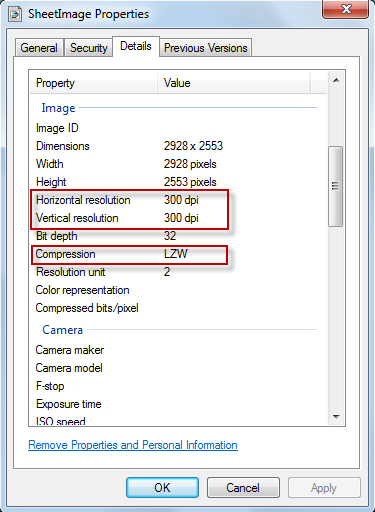 SheetImage Properties
General Security Details Previous Versions
Property Value
Image
Image ID
Dimensions 2928 x 2553
Width 2928 pixels
Height 2553 pixels
Horizontal resolution 300 dpi
Vertical resolution 300 dpi
Bit depth 32
Compression LZW
Resolution unit 2
Color representation
Compressed bits/pixel
Camera
Camera maker
Camera model
F-stop
Exposure time
ISO speed
Remove Properties and Personal Information
OK Cancel Apply